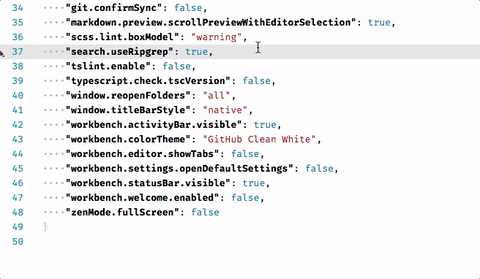 34 ····"git.confirmSync": false,
35 ····"markdown.preview.scrollPreviewWithEditorSelection": true,
36 ····"scss.lint.boxModel": "warning",
37 ····"search.useRipgrep": true,
38 ····"tslint.enable": false,
39 ····"typescript.check.tscVersion": false,
40 ····"window.reopenFolders": "all",
41 ····"window.titleBarStyle": "native",
42 ····"workbench.activityBar.visible": true,
43 ····"workbench.colorTheme": "GitHub Clean White",
44 ····"workbench.editor.showTabs": false,
45 ····"workbench.settings.openDefaultSettings": false,
46 ····"workbench.statusBar.visible": true,
47 ····"workbench.welcome.enabled": false,
48 ····"zenMode.fullScreen": false
49 }
50